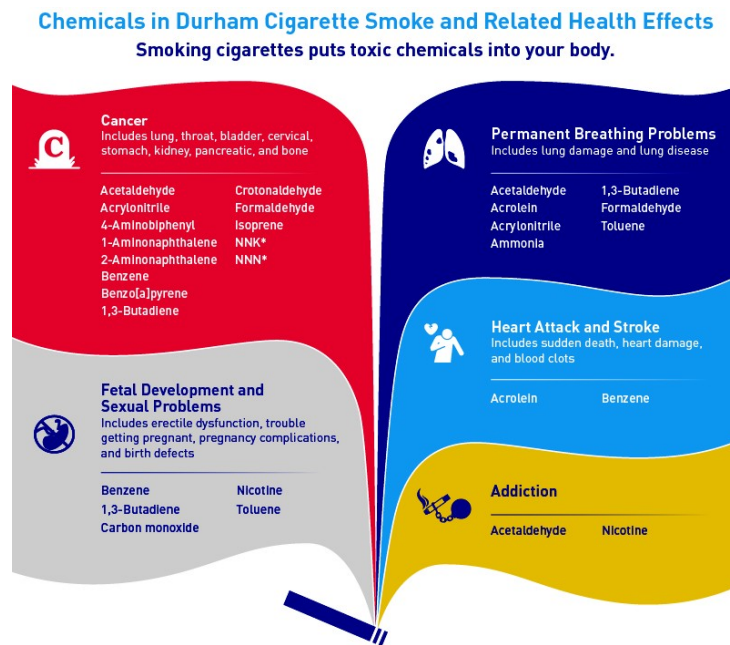 Chemicals in Durham Cigarette Smoke and Related Health Effects
Smoking cigarettes puts toxic chemicals into your body.
C
Cancer
Includes lung, throat, bladder, cervical,
stomach, kidney, pancreatic, and bone
Acetaldehyde
Acrylonitrile
4-Aminobiphenyl
1-Aminonaphthalene
2-Aminonaphthalene
Benzene
Benzo[a]pyrene
1,3-Butadiene
Crotonaldehyde
Formaldehyde
Isoprene
NNK*
NNN*
Permanent Breathing Problems
Includes lung damage and lung disease
Acetaldehyde
Acrolein
Acrylonitrile
Ammonia
1,3-Butadiene
Formaldehyde
Toluene
Heart Attack and Stroke
Includes sudden death, heart damage,
and blood clots
Acrolein
Benzene
Fetal Development and
Sexual Problems
Includes erectile dysfunction, trouble
getting pregnant, pregnancy complications,
and birth defects
Benzene
1,3-Butadiene
Carbon monoxide
Nicotine
Toluene
Addiction
Acetaldehyde
Nicotine